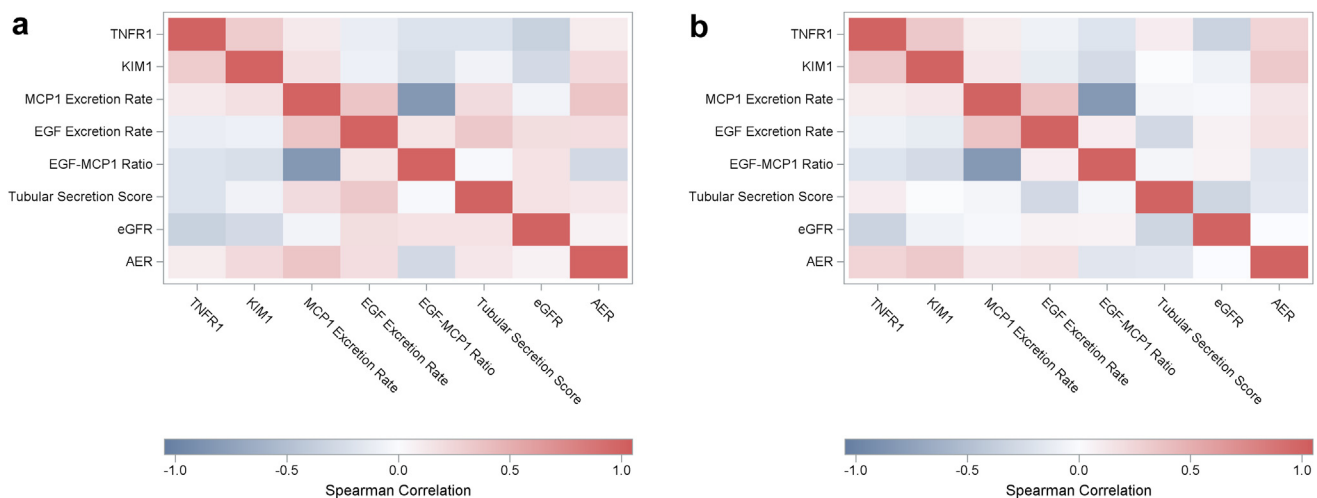 a
TNFR1
KIM1
MCP1 Excretion Rate
EGF Excretion Rate
EGF-MCP1 Ratio
Tubular Secretion Score
eGFR
AER
TNFR1
KIM1
MCP1 Excretion Rate
EGF Excretion Rate
EGF-MCP1 Ratio
Tubular Secretion Score
eGFR
AER
-1.0 -0.5 0.0 0.5 1.0
Spearman Correlation
b
TNFR1
KIM1
MCP1 Excretion Rate
EGF Excretion Rate
EGF-MCP1 Ratio
Tubular Secretion Score
eGFR
AER
TNFR1
KIM1
MCP1 Excretion Rate
EGF Excretion Rate
EGF-MCP1 Ratio
Tubular Secretion Score
eGFR
AER
-1.0 -0.5 0.0 0.5 1.0
Spearman Correlation